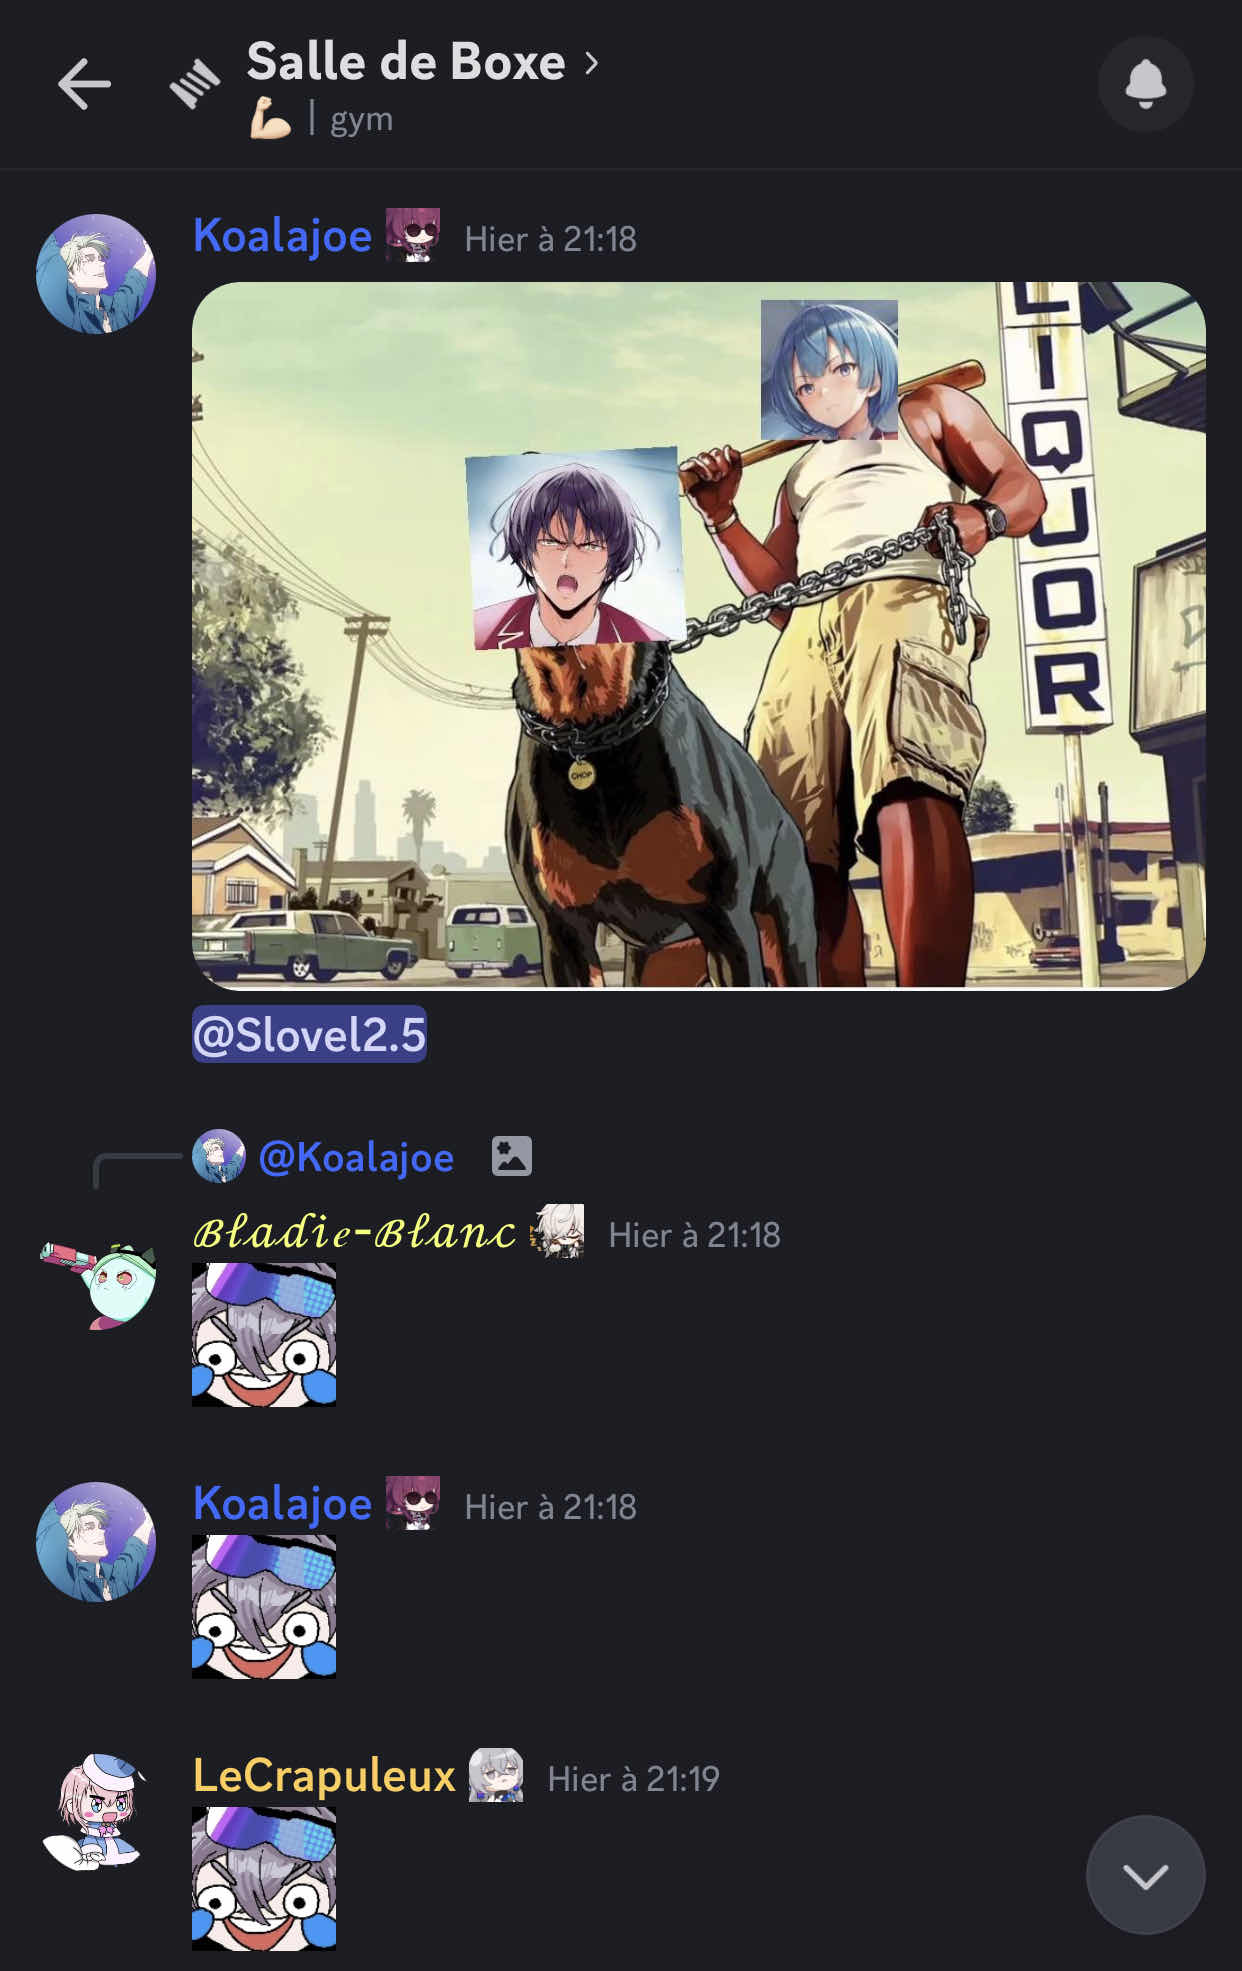 Salle de Boxe
💪🏻 | gym
Koalajoe Hier à 21:18
LIQUOR
CHOP
@Slovel2.5
@Koalajoe
𝓑𝓵𝓪𝓭𝓲𝓮-𝓑𝓵𝓪𝓷𝓬 Hier à 21:18
Koalajoe Hier à 21:18
LeCrapuleux Hier à 21:19